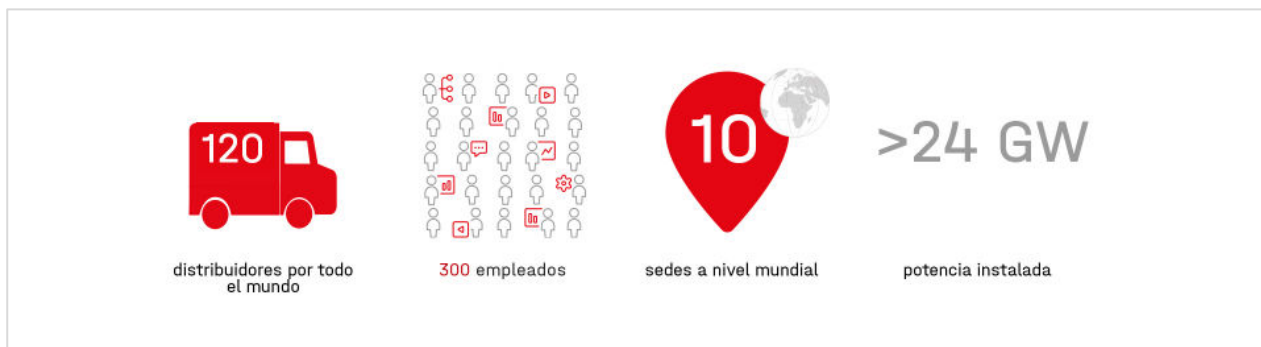 120
distribuidores por todo
el mundo
300 empleados
10
sedes a nivel mundial
>24 GW
potencia instalada